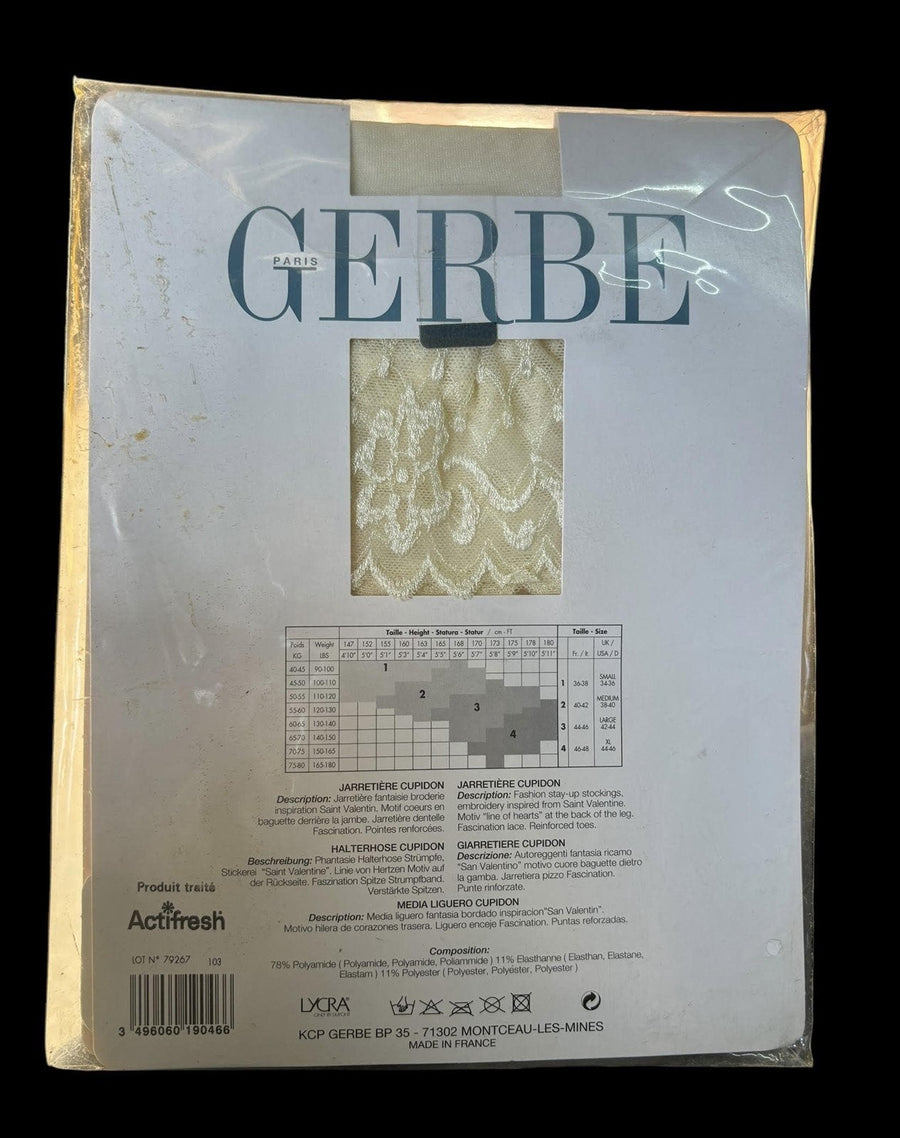 GERBE
PARIS
Taille - Height - Statura - Statur / cm - FT Taille - Size
Poids Weight 147 152 155 160 163 165 168 170 173 175 178 180 UK /
KG LBS 4'10" 5'0" 5'1" 5'3" 5'4" 5'5" 5'6" 5'7" 5'8" 5'9" 5'10" 5'11" Fr. / It. USA / D
40-45 90-100 1
45-50 100-110 1 36-38 SMALL 34-36
50-55 110-120 2
55-60 120-130 3 2 40-42 MEDIUM 38-40
60-65 130-140 3 44-46 LARGE 42-44
65-70 140-150 4
70-75 150-165 4 46-48 XL 44-46
75-80 165-180
JARRETIÈRE CUPIDON
Description: Jarretière fantaisie broderie
inspiration Saint Valentin. Motif coeurs en
baguette derrière la jambe. Jarretière dentelle
Fascination. Pointes renforcées.
JARRETIÈRE CUPIDON
Description: Fashion stay-up stockings,
embroidery inspired from Saint Valentine.
Motiv "line of hearts" at the back of the leg.
Fascination lace. Reinforced toes.
HALTERHOSE CUPIDON
Beschreibung: Phantasie Halterhose Strümpfe,
Stickerei "Saint Valentine". Linie von Hertzen Motiv auf
der Rückseite. Faszination Spitze Strumpfband.
Verstärkte Spitzen.
GIARRETIERE CUPIDON
Descrizione: Autoreggenti fantasia ricamo
"San Valentino" motivo cuore baguette dietro
la gamba. Jarretiera pizzo Fascination.
Punte rinforzate.
MEDIA LIGUERO CUPIDON
Description: Media liguero fantasia bordado inspiracion"San Valentin".
Motivo hilera de corazones trasera. Liguero enceje Fascination. Puntas reforzadas.
Produit traité
Actifresh
LOT N° 79267 103
3 496060 190466
Composition:
78% Polyamide ( Polyamide, Polyamide, Poliammide ) 11% Elasthanne ( Elasthan, Elastane,
Elastam ) 11% Polyester ( Polyester, Polyéster, Polyester )
LYCRA®
ONLY BY DUPONT
KCP GERBE BP 35 - 71302 MONTCEAU-LES-MINES
MADE IN FRANCE